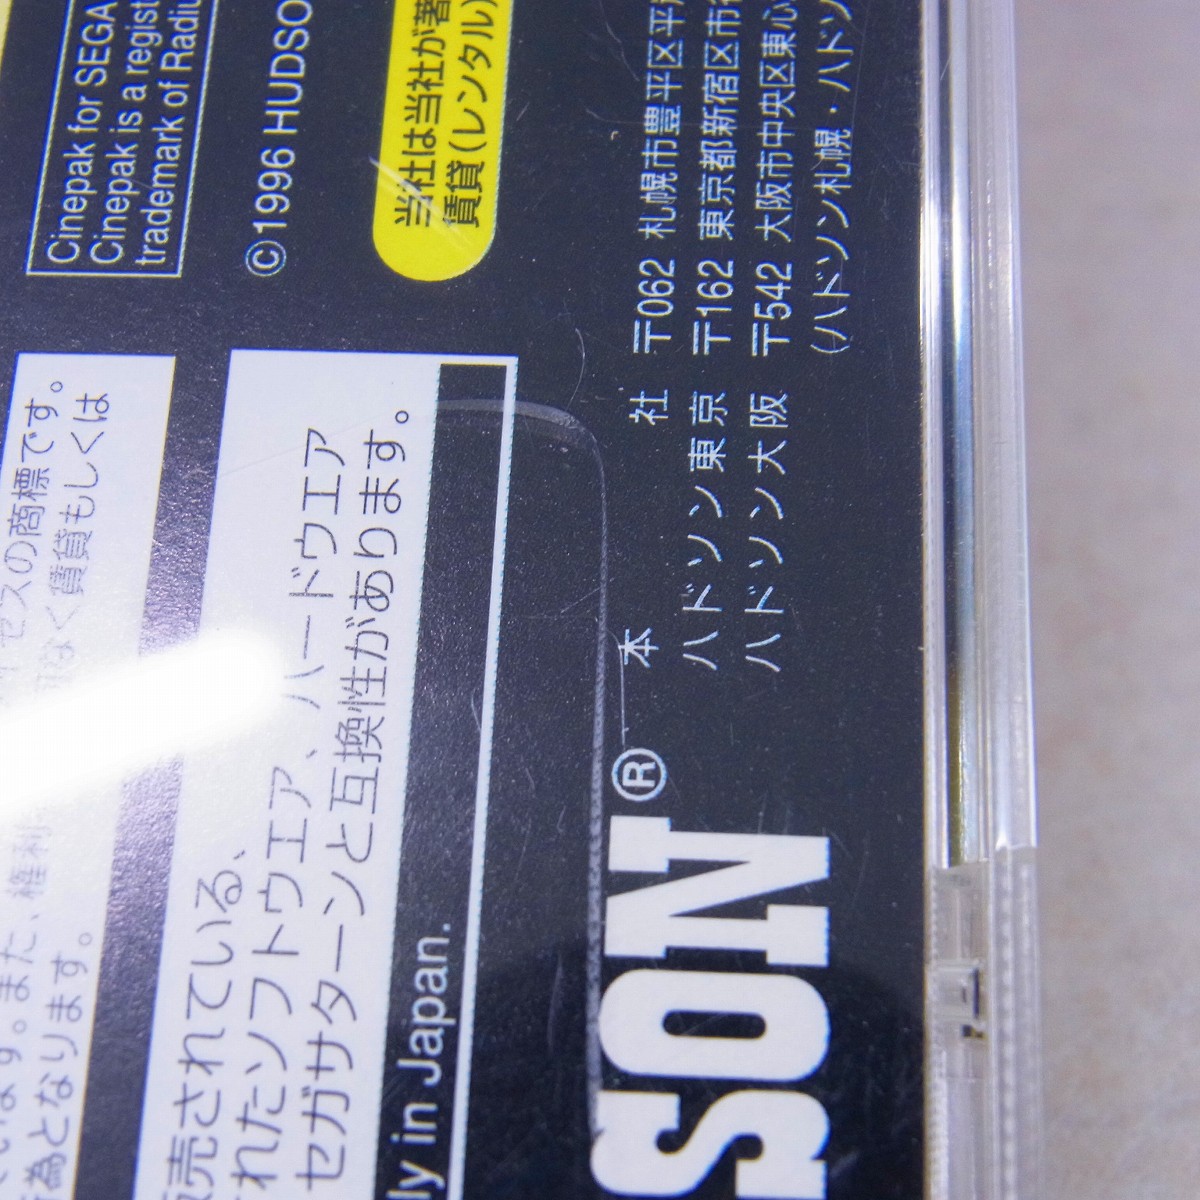 Cinepak for SEGA
Cinepak is a regist
trademark of Radiu
©1996 HUDSO
当社は当社が著
賃貸(レンタル)
セスの商標です。
なく賃貸もしくは
ます。また、権利
為となります。
売されている、
れたソフトウエア、ハードウエア
セガサターンと互換性があります。
ly in Japan.
SON®
本 社 〒062 札幌市豊平区平
ハドソン東京 〒162 東京都新宿区市
ハドソン大阪 〒542 大阪市中央区東心
(ハドソン札幌・ハドソ